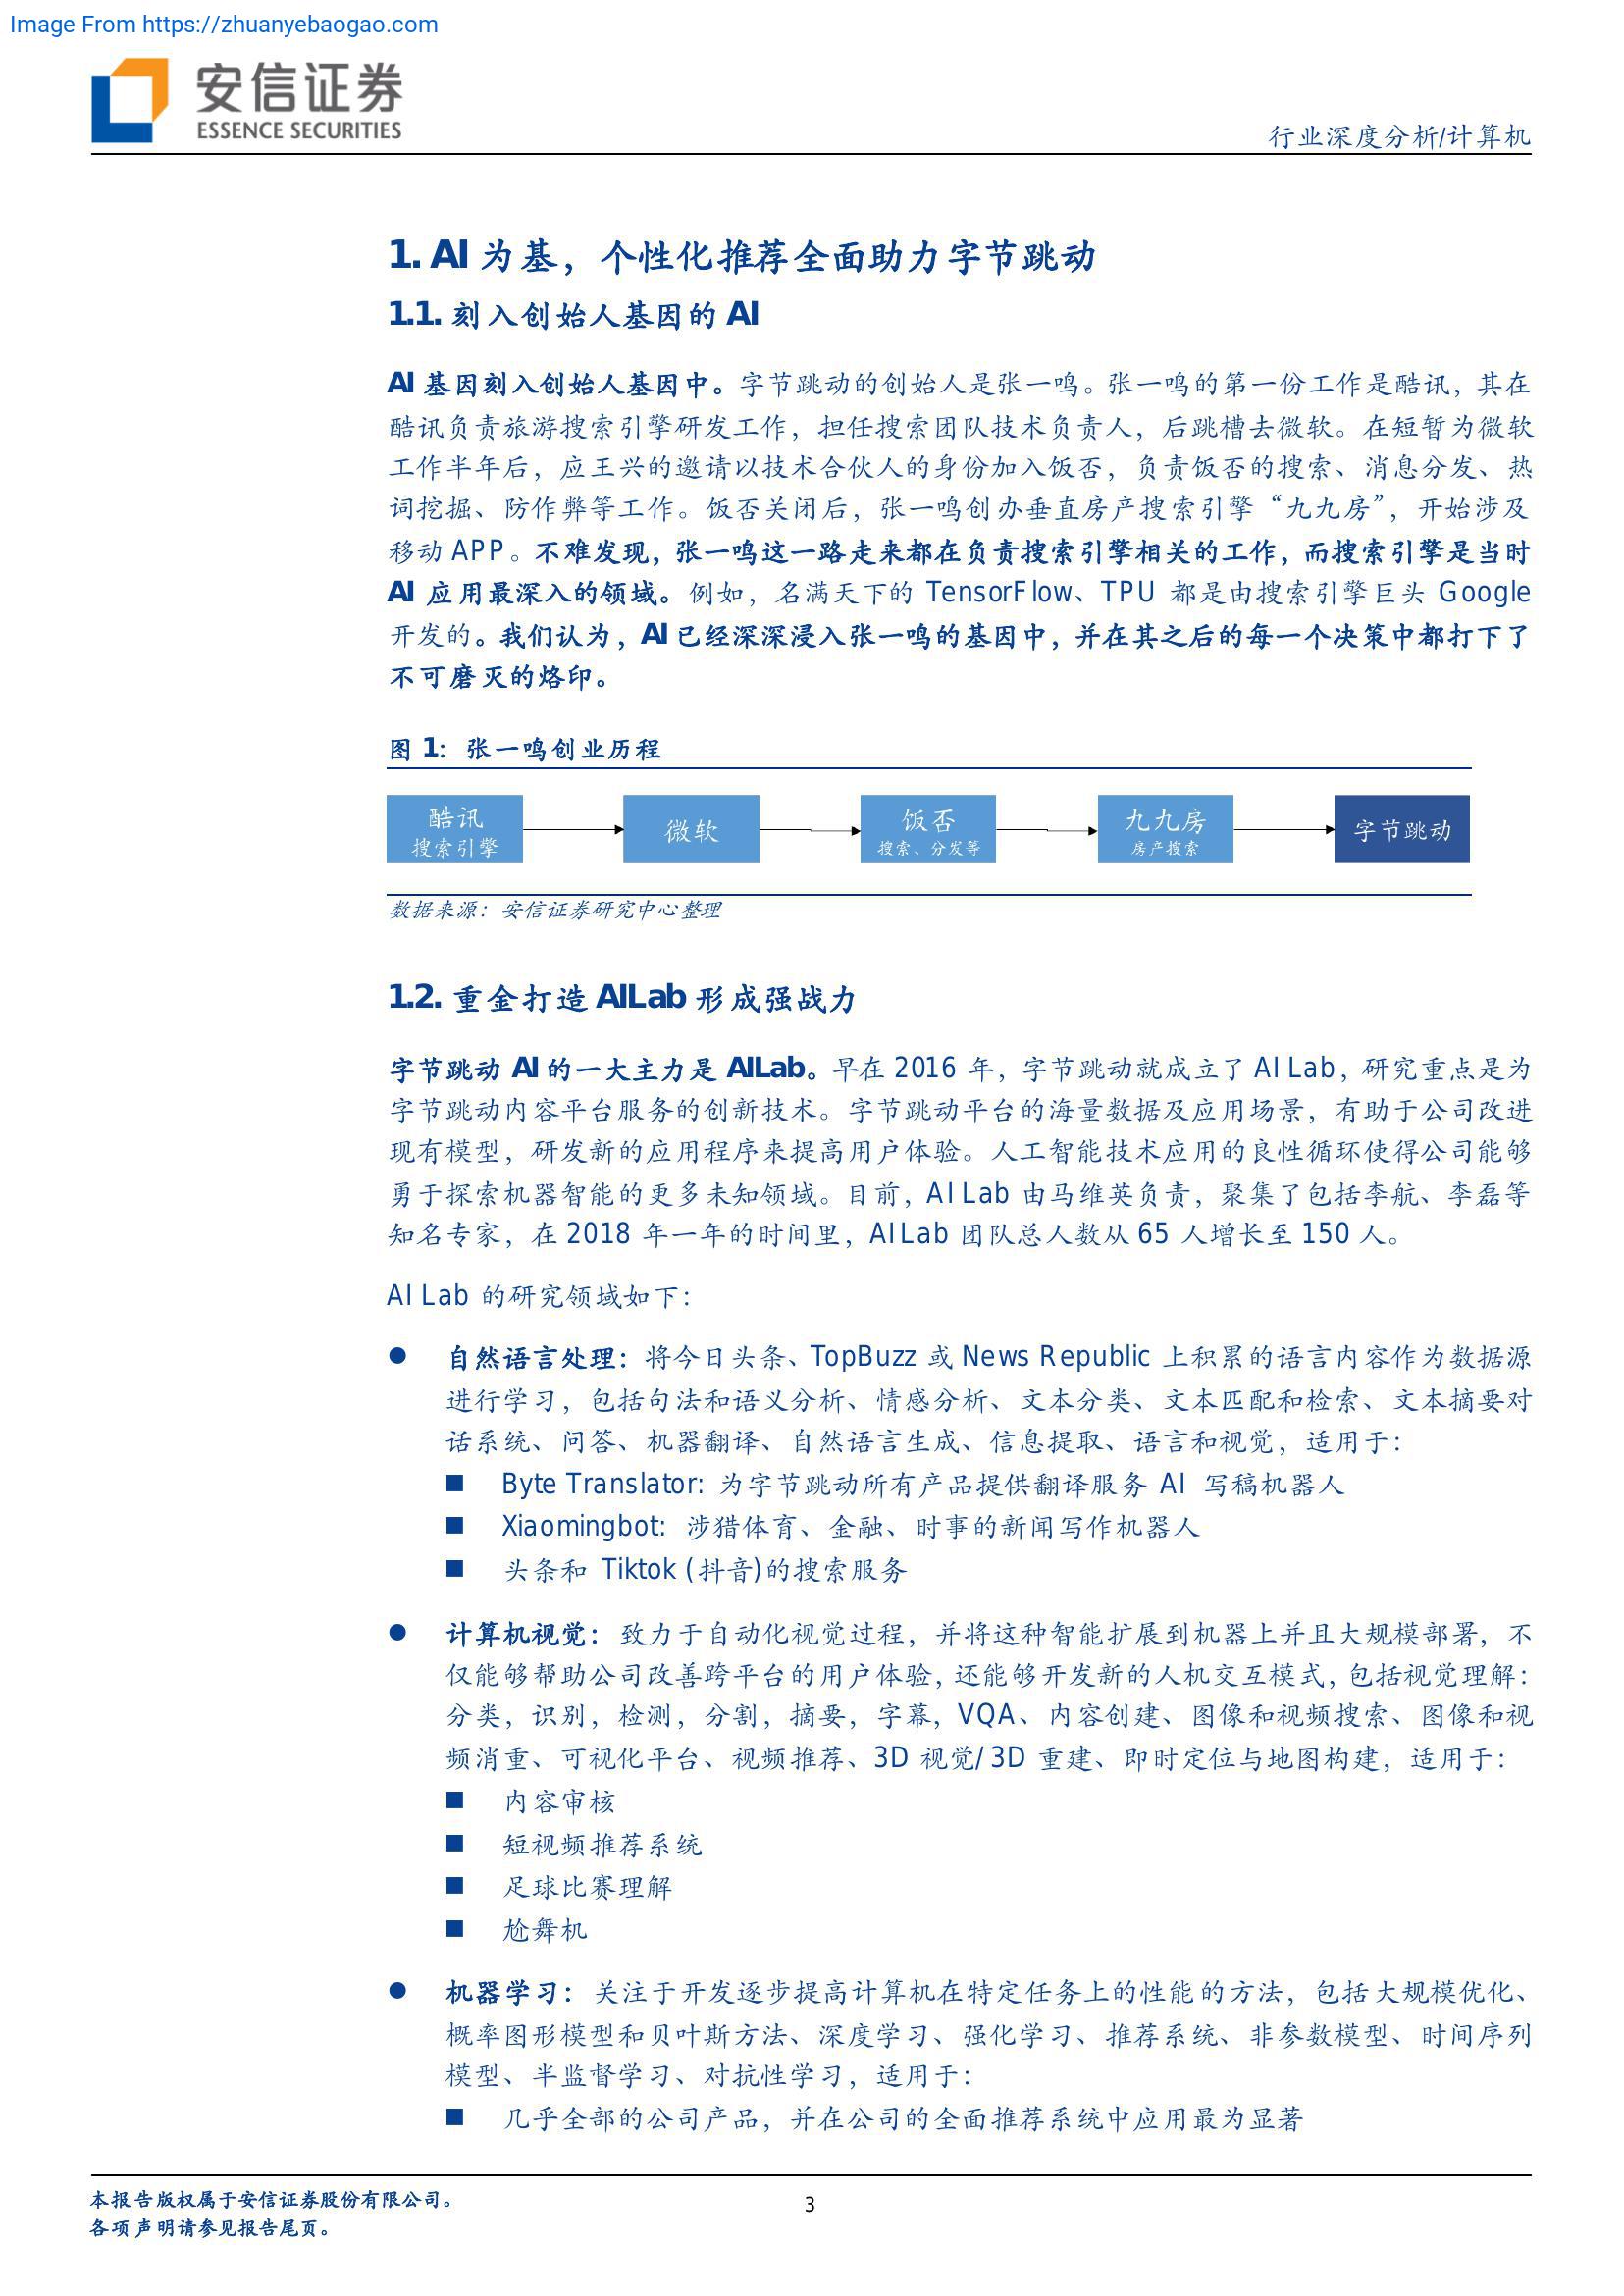 Image From https://zhuanyebaogao.com
安信证券
ESSENCE SECURITIES
行业深度分析/计算机
1. AI 为基，个性化推荐全面助力字节跳动
1.1. 刻入创始人基因的 AI
AI 基因刻入创始人基因中。字节跳动的创始人是张一鸣。张一鸣的第一份工作是酷讯，其在
酷讯负责旅游搜索引擎研发工作，担任搜索团队技术负责人，后跳槽去微软。在短暂为微软
工作半年后，应王兴的邀请以技术合伙人的身份加入饭否，负责饭否的搜索、消息分发、热
词挖掘、防作弊等工作。饭否关闭后，张一鸣创办垂直房产搜索引擎“九九房”，开始涉及
移动 APP。不难发现，张一鸣这一路走来都在负责搜索引擎相关的工作，而搜索引擎是当时
AI 应用最深入的领域。例如，名满天下的 TensorFlow、TPU 都是由搜索引擎巨头 Google
开发的。我们认为，AI 已经深深浸入张一鸣的基因中，并在其之后的每一个决策中都打下了
不可磨灭的烙印。
图 1：张一鸣创业历程
酷讯
搜索引擎
微软
饭否
搜索、分发等
九九房
房产搜索
字节跳动
数据来源：安信证券研究中心整理
1.2. 重金打造 AILab 形成强战力
字节跳动 AI 的一大主力是 AILab。早在 2016 年，字节跳动就成立了 AI Lab，研究重点是为
字节跳动内容平台服务的创新技术。字节跳动平台的海量数据及应用场景，有助于公司改进
现有模型，研发新的应用程序来提高用户体验。人工智能技术应用的良性循环使得公司能够
勇于探索机器智能的更多未知领域。目前，AI Lab 由马维英负责，聚集了包括李航、李磊等
知名专家，在 2018 年一年的时间里，AI Lab 团队总人数从 65 人增长至 150 人。
AI Lab 的研究领域如下：
● 自然语言处理：将今日头条、TopBuzz 或 News Republic 上积累的语言内容作为数据源
进行学习，包括句法和语义分析、情感分析、文本分类、文本匹配和检索、文本摘要对
话系统、问答、机器翻译、自然语言生成、信息提取、语言和视觉，适用于：
■ Byte Translator: 为字节跳动所有产品提供翻译服务 AI 写稿机器人
■ Xiaomingbot: 涉猎体育、金融、时事的新闻写作机器人
■ 头条和 Tiktok (抖音)的搜索服务
● 计算机视觉：致力于自动化视觉过程，并将这种智能扩展到机器上并且大规模部署，不
仅能够帮助公司改善跨平台的用户体验，还能够开发新的人机交互模式，包括视觉理解：
分类，识别，检测，分割，摘要，字幕，VQA、内容创建、图像和视频搜索、图像和视
频消重、可视化平台、视频推荐、3D 视觉/3D 重建、即时定位与地图构建，适用于：
■ 内容审核
■ 短视频推荐系统
■ 足球比赛理解
■ 尬舞机
● 机器学习：关注于开发逐步提高计算机在特定任务上的性能的方法，包括大规模优化、
概率图形模型和贝叶斯方法、深度学习、强化学习、推荐系统、非参数模型、时间序列
模型、半监督学习、对抗性学习，适用于：
■ 几乎全部的公司产品，并在公司的全面推荐系统中应用最为显著
本报告版权属于安信证券股份有限公司。
各项声明请参见报告尾页。
3